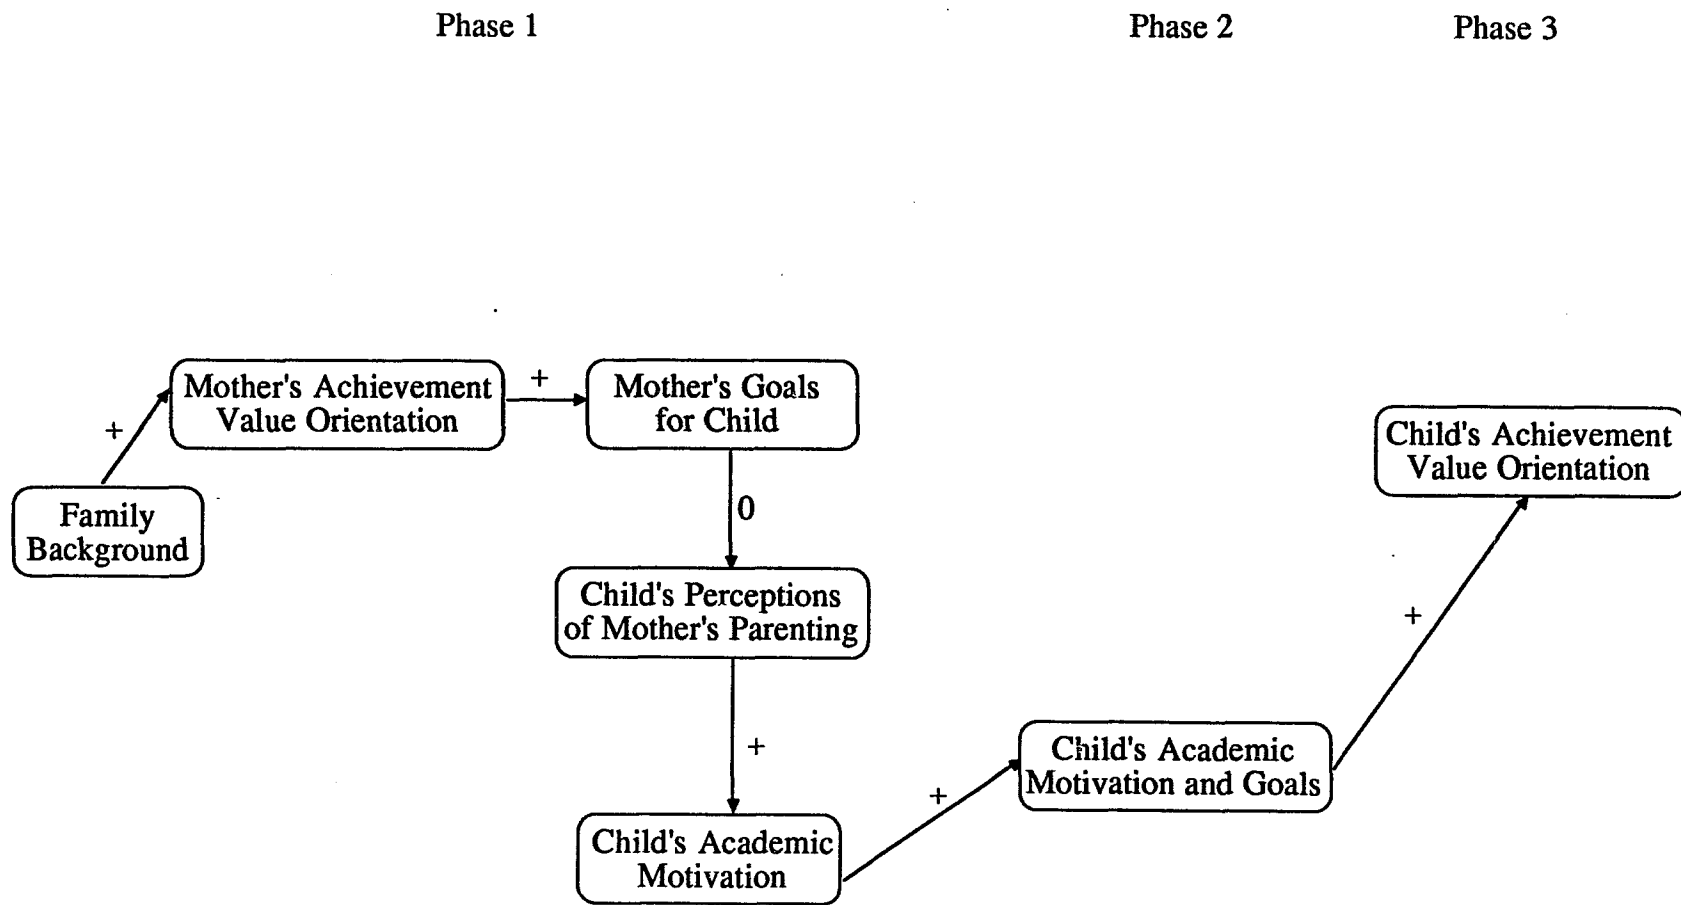 Phase 1
Phase 2
Phase 3
Mother's Achievement
Value Orientation
+
Mother's Goals
for Child
+
Family
Background
0
Child's Achievement
Value Orientation
Child's Perceptions
of Mother's Parenting
+
+
Child's Academic
Motivation and Goals
+
Child's Academic
Motivation